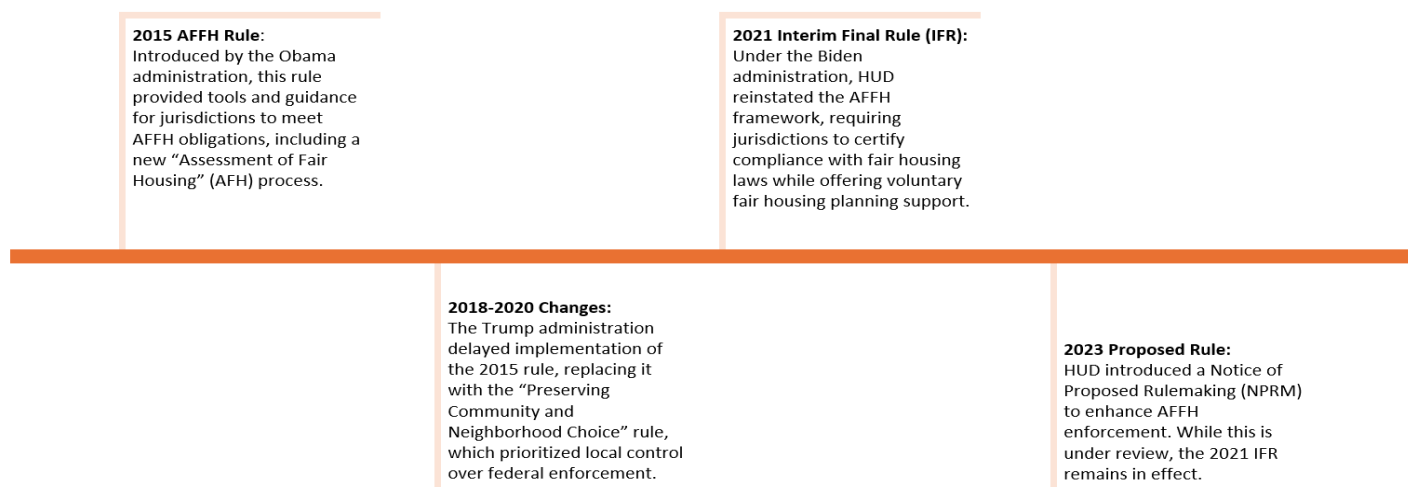 2015 AFFH Rule:
Introduced by the Obama
administration, this rule
provided tools and guidance
for jurisdictions to meet
AFFH obligations, including a
new “Assessment of Fair
Housing” (AFH) process.
2018-2020 Changes:
The Trump administration
delayed implementation of
the 2015 rule, replacing it
with the “Preserving
Community and
Neighborhood Choice” rule,
which prioritized local control
over federal enforcement.
2021 Interim Final Rule (IFR):
Under the Biden
administration, HUD
reinstated the AFFH
framework, requiring
jurisdictions to certify
compliance with fair housing
laws while offering voluntary
fair housing planning support.
2023 Proposed Rule:
HUD introduced a Notice of
Proposed Rulemaking (NPRM)
to enhance AFFH
enforcement. While this is
under review, the 2021 IFR
remains in effect.